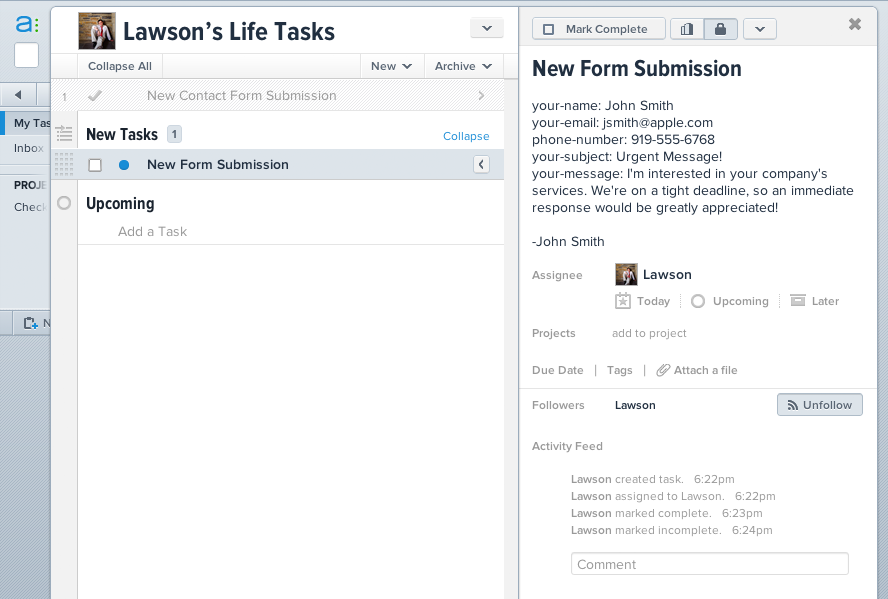 a:
Lawson's Life Tasks
Collapse All
New
Archive
1
New Contact Form Submission
New Tasks
1
Collapse
New Form Submission
Upcoming
Add a Task
My Tas
Inbox
PROJE
Check
N
Mark Complete
New Form Submission
your-name: John Smith
your-email: jsmith@apple.com
phone-number: 919-555-6768
your-subject: Urgent Message!
your-message: I'm interested in your company's
services. We're on a tight deadline, so an immediate
response would be greatly appreciated!
-John Smith
Assignee
Lawson
Today
Upcoming
Later
Projects
add to project
Due Date | Tags | Attach a file
Followers
Lawson
Unfollow
Activity Feed
Lawson created task. 6:22pm
Lawson assigned to Lawson. 6:22pm
Lawson marked complete. 6:23pm
Lawson marked incomplete. 6:24pm
Comment